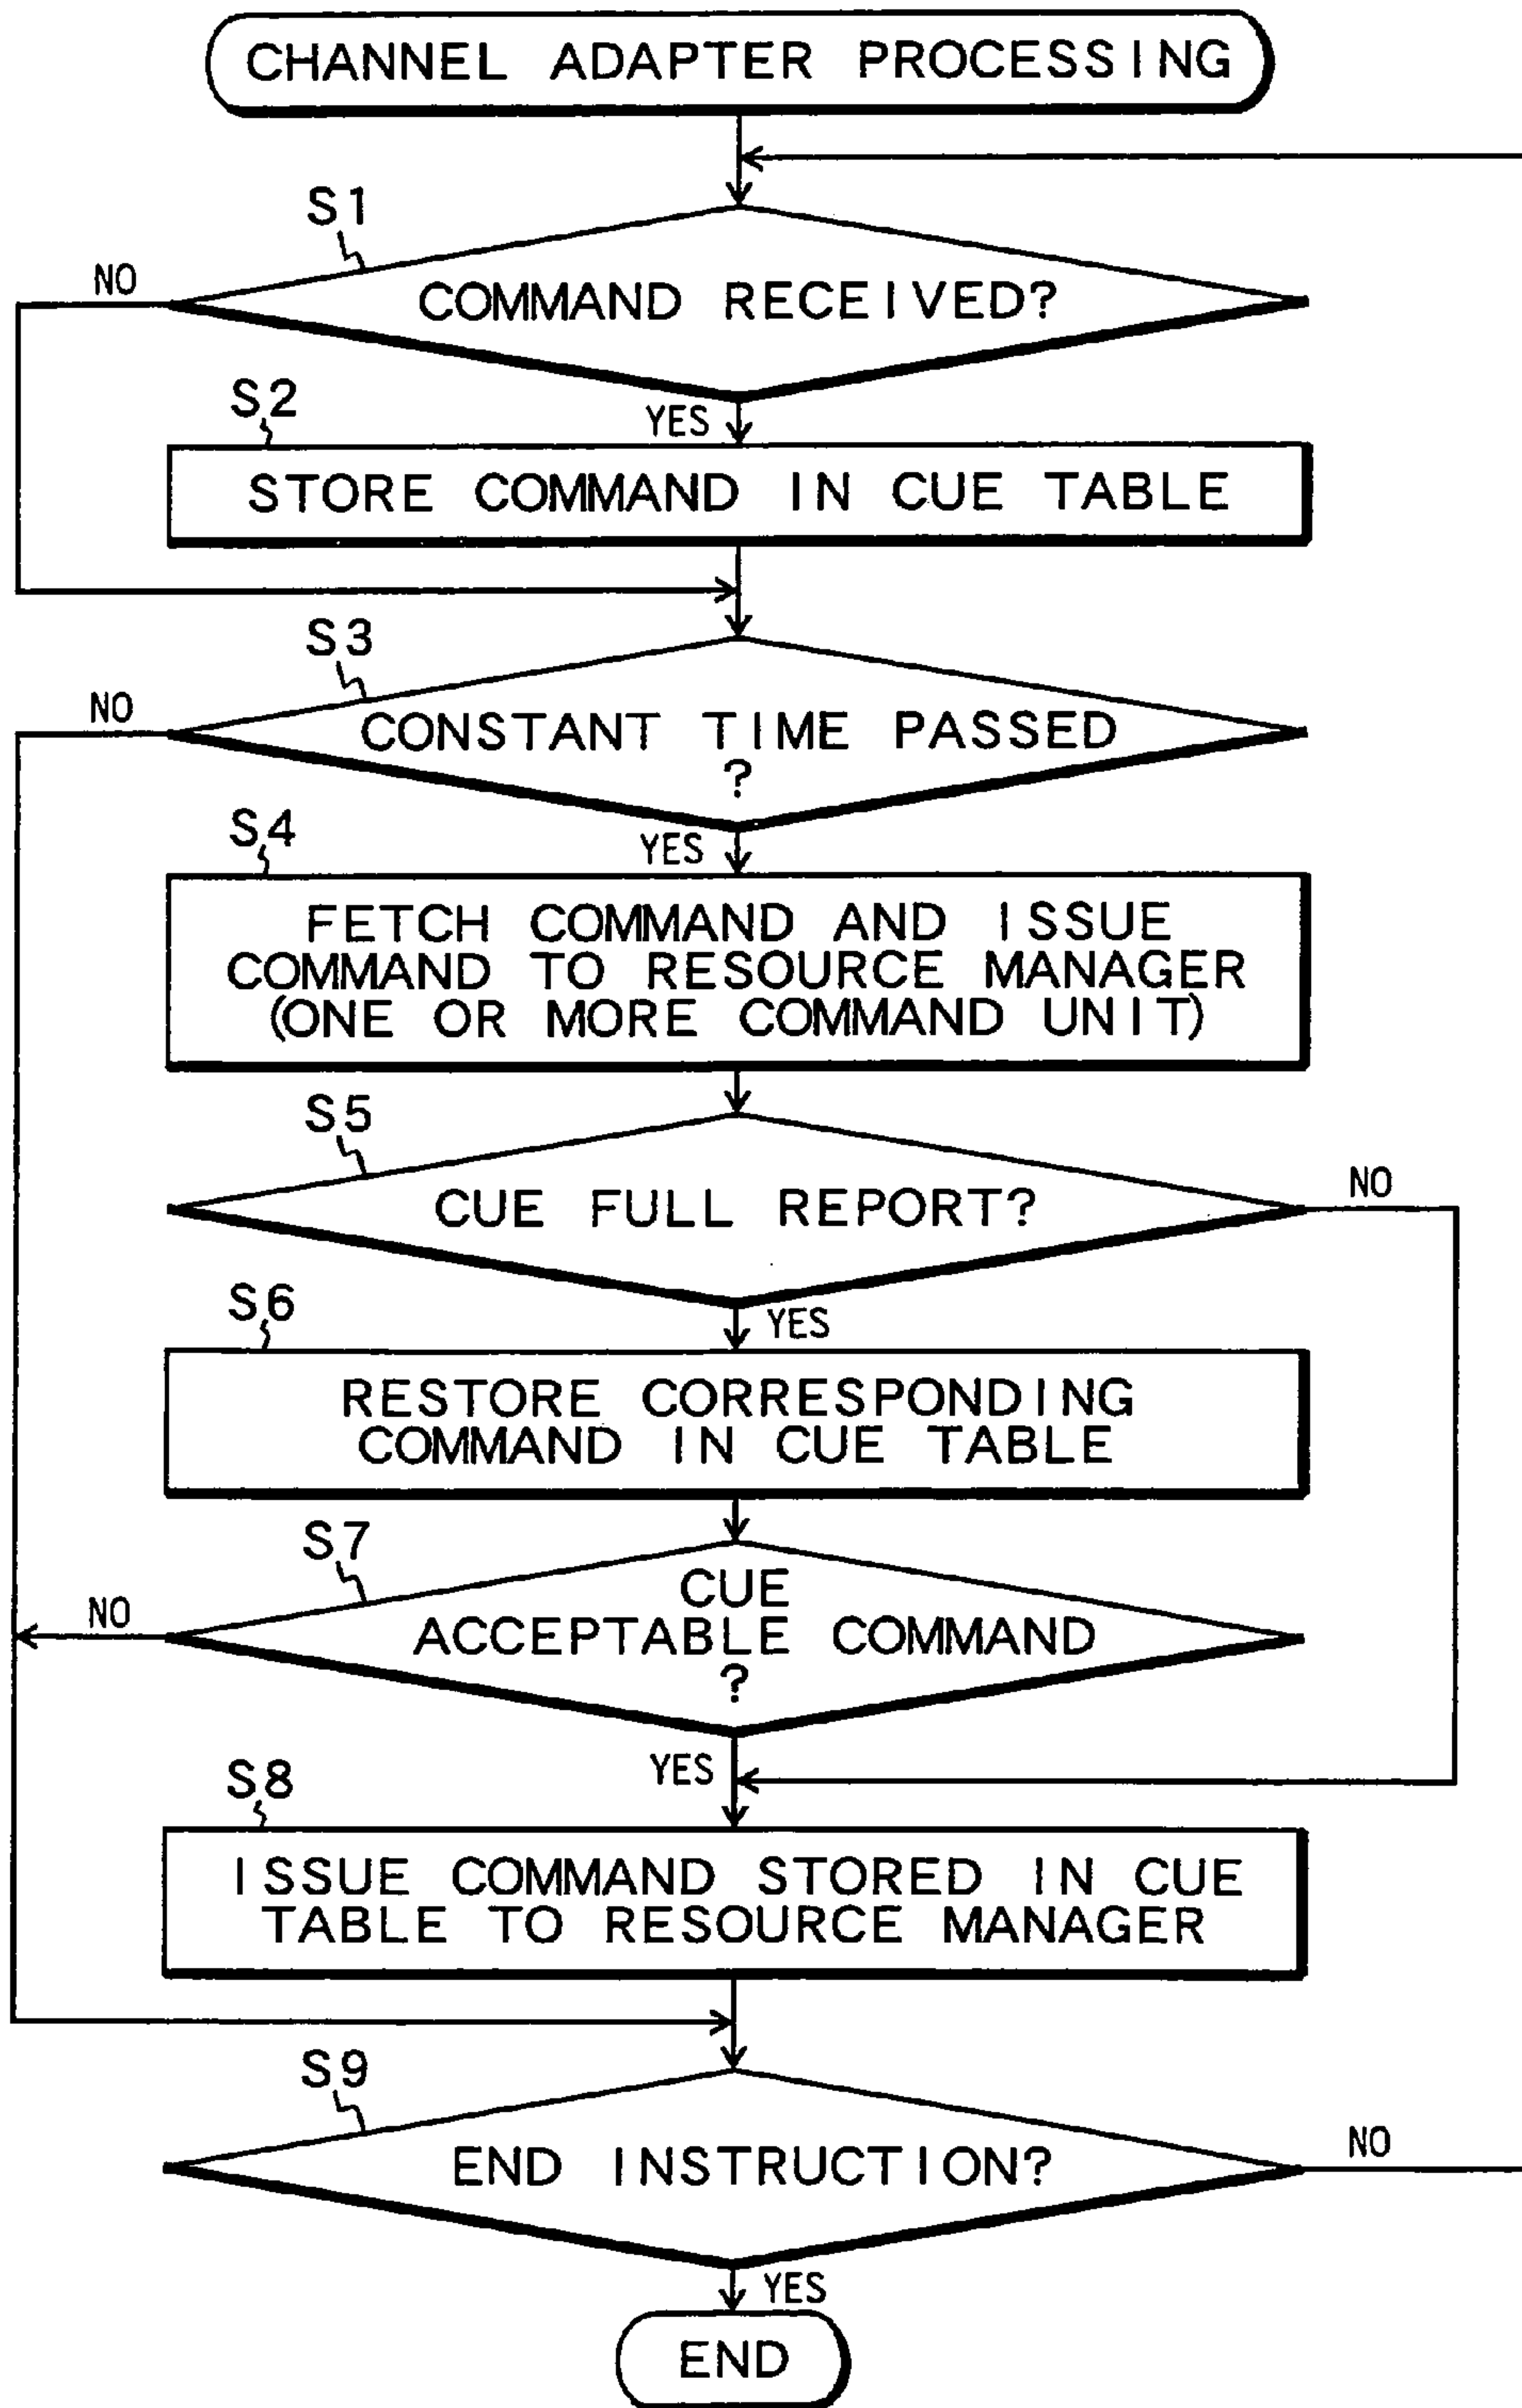 CHANNEL ADAPTER PROCESSING
S1
NO
COMMAND RECEIVED?
S2
YES
STORE COMMAND IN CUE TABLE
S3
NO
CONSTANT TIME PASSED
?
S4
YES
FETCH COMMAND AND ISSUE
COMMAND TO RESOURCE MANAGER
(ONE OR MORE COMMAND UNIT)
S5
CUE FULL REPORT?
NO
S6
YES
RESTORE CORRESPONDING
COMMAND IN CUE TABLE
S7
NO
CUE
ACCEPTABLE COMMAND
?
YES
S8
ISSUE COMMAND STORED IN CUE
TABLE TO RESOURCE MANAGER
S9
END INSTRUCTION?
NO
YES
END